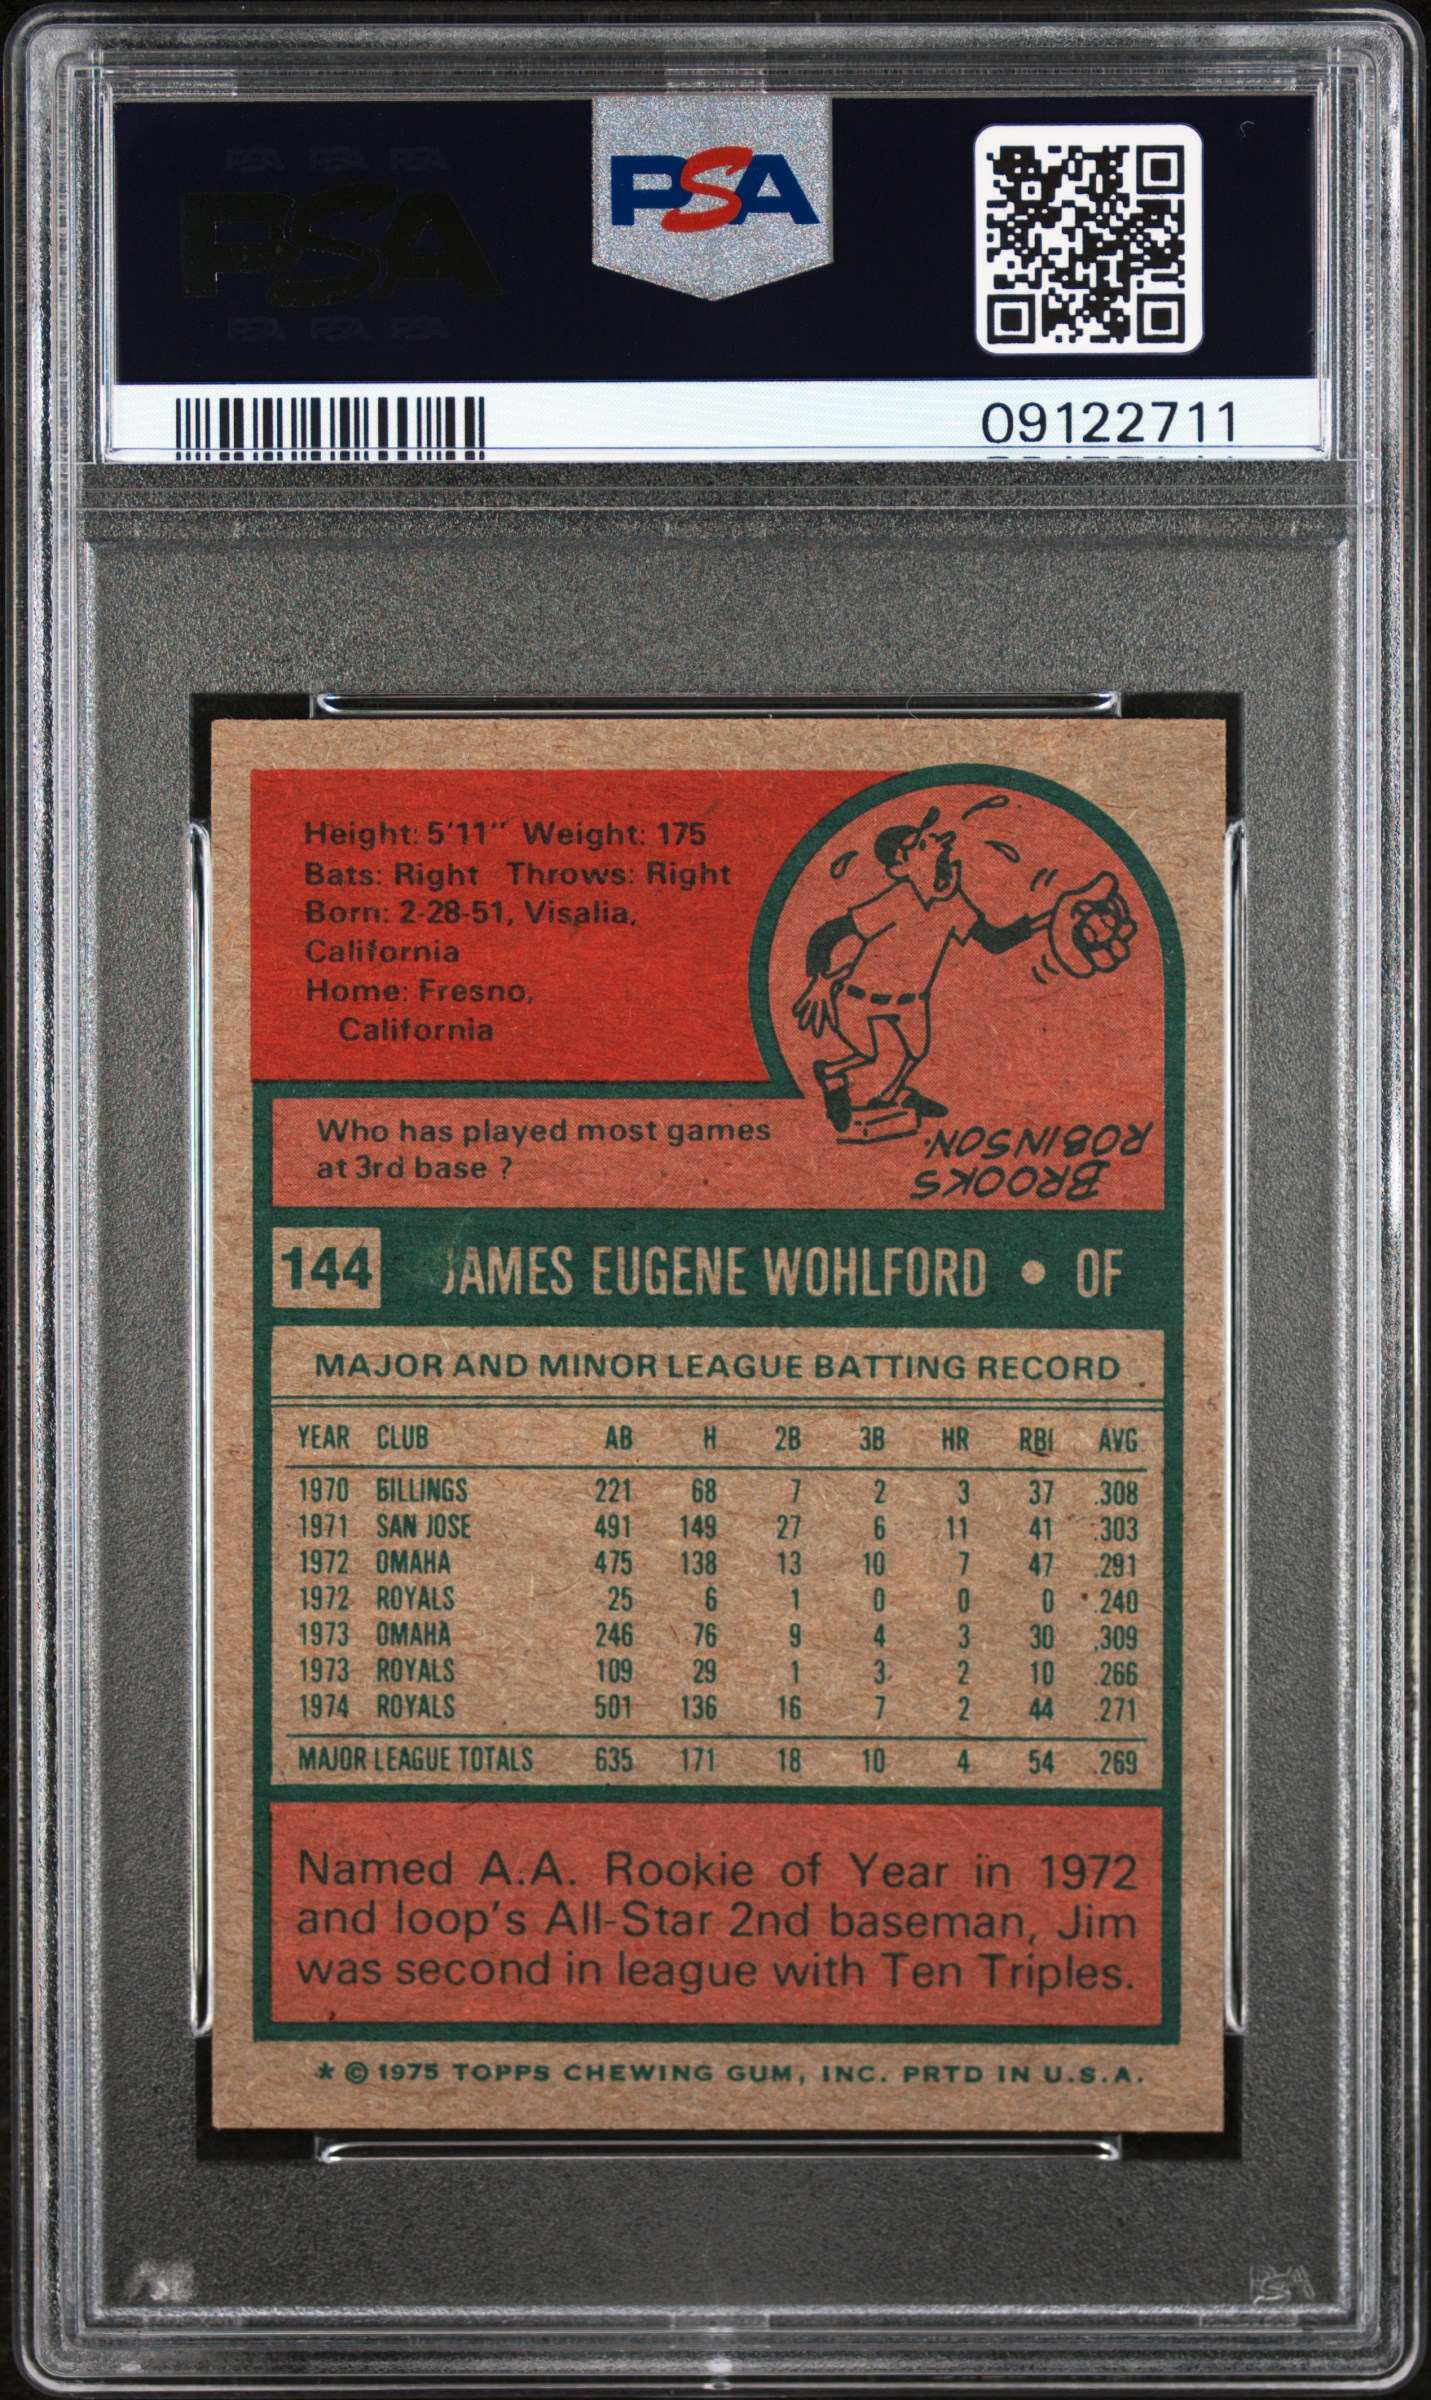 PSA PSA PSA
PSA
PSA PSA PSA
PSA
09122711
Height: 5'11" Weight: 175
Bats: Right Throws: Right
Born: 2-28-51, Visalia,
California
Home: Fresno,
California
Who has played most games
at 3rd base ?
BROOKS
ROBINSON.
144 JAMES EUGENE WOHLFORD • OF
MAJOR AND MINOR LEAGUE BATTING RECORD
YEAR CLUB AB H 2B 3B HR RBI AVG
1970 BILLINGS 221 68 7 2 3 37 .308
1971 SAN JOSE 491 149 27 6 11 41 .303
1972 OMAHA 475 138 13 10 7 47 .291
1972 ROYALS 25 6 1 0 0 0 .240
1973 OMAHA 246 76 9 4 3 30 .309
1973 ROYALS 109 29 1 3 2 10 .266
1974 ROYALS 501 136 16 7 2 44 .271
MAJOR LEAGUE TOTALS 635 171 18 10 4 54 .269
Named A.A. Rookie of Year in 1972
and loop's All-Star 2nd baseman, Jim
was second in league with Ten Triples.
* © 1975 TOPPS CHEWING GUM, INC. PRTD IN U.S.A.
PSA